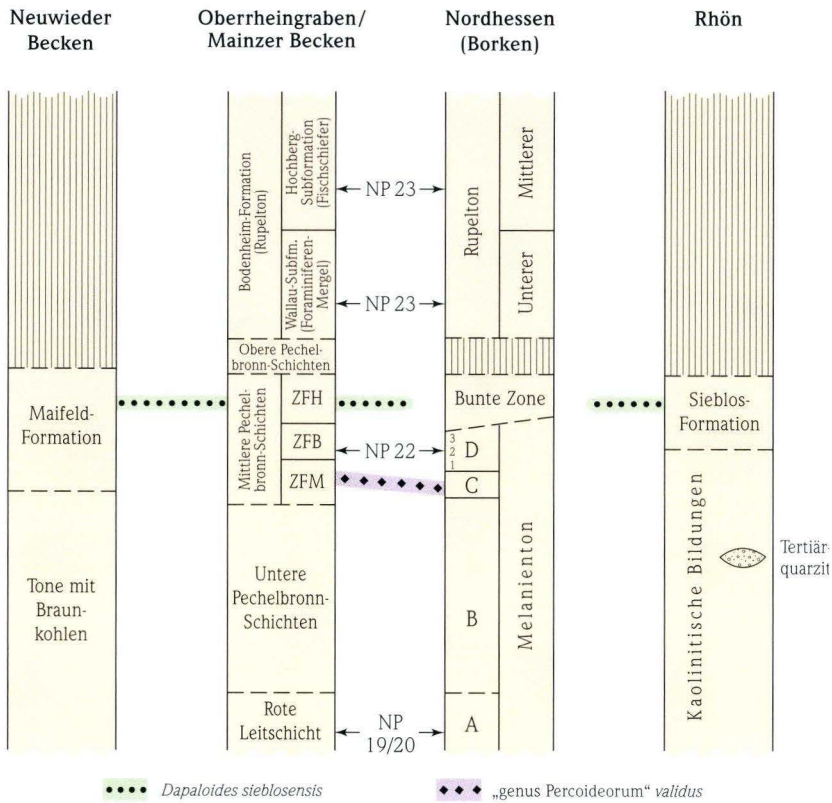 Neuwieder
Becken
Oberrheingraben/
Mainzer Becken
Nordhessen
(Borken)
Rhön
Maifeld-
Formation
Tone mit
Braun-
kohlen
Bodenheim-Formation
(Rupelton)
Hochberg-
Subformation
(Fischschiefer)
Wallau-Subfm.
(Foraminiferen-
Mergel)
Obere Pechel-
bronn-Schichten
Mittlere Pechel-
bronn-Schichten
ZFH
ZFB
ZFM
Untere
Pechelbronn-
Schichten
Rote
Leitschicht
NP 23
NP 23
NP 22
NP
19/20
Rupelton
Mittlerer
Unterer
Bunte Zone
3
2
1
D
C
B
A
Melanienton
Sieblos-
Formation
Kaolinitische Bildungen
Tertiär-
quarzit
Dapaloides sieblosensis
„genus Percoideorum“ validus